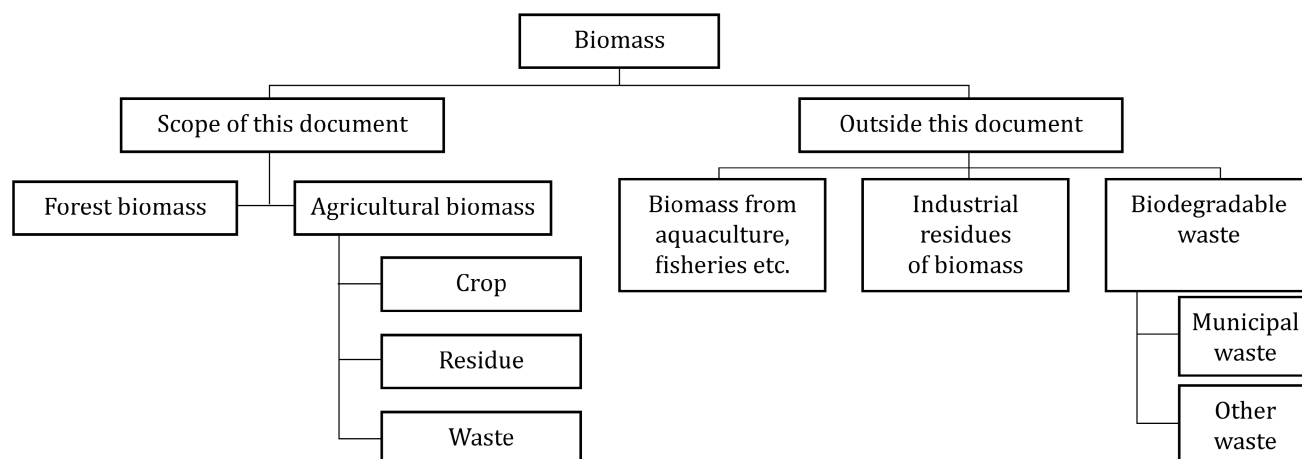 Biomass
Scope of this document
Outside this document
Forest biomass
Agricultural biomass
Biomass from
aquaculture,
fisheries etc.
Industrial
residues
of biomass
Biodegradable
waste
Crop
Residue
Waste
Municipal
waste
Other
waste